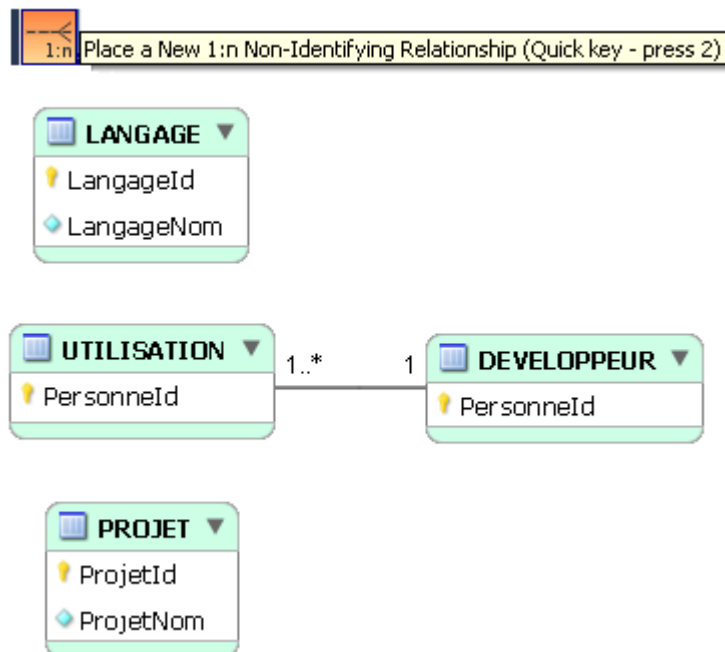 1:n Place a New 1:n Non-Identifying Relationship (Quick key - press 2)
LANGAGE
LangageId
LangageNom
UTILISATION
PersonneId
1..* 1
DEVELOPPEUR
PersonneId
PROJET
ProjetId
ProjetNom